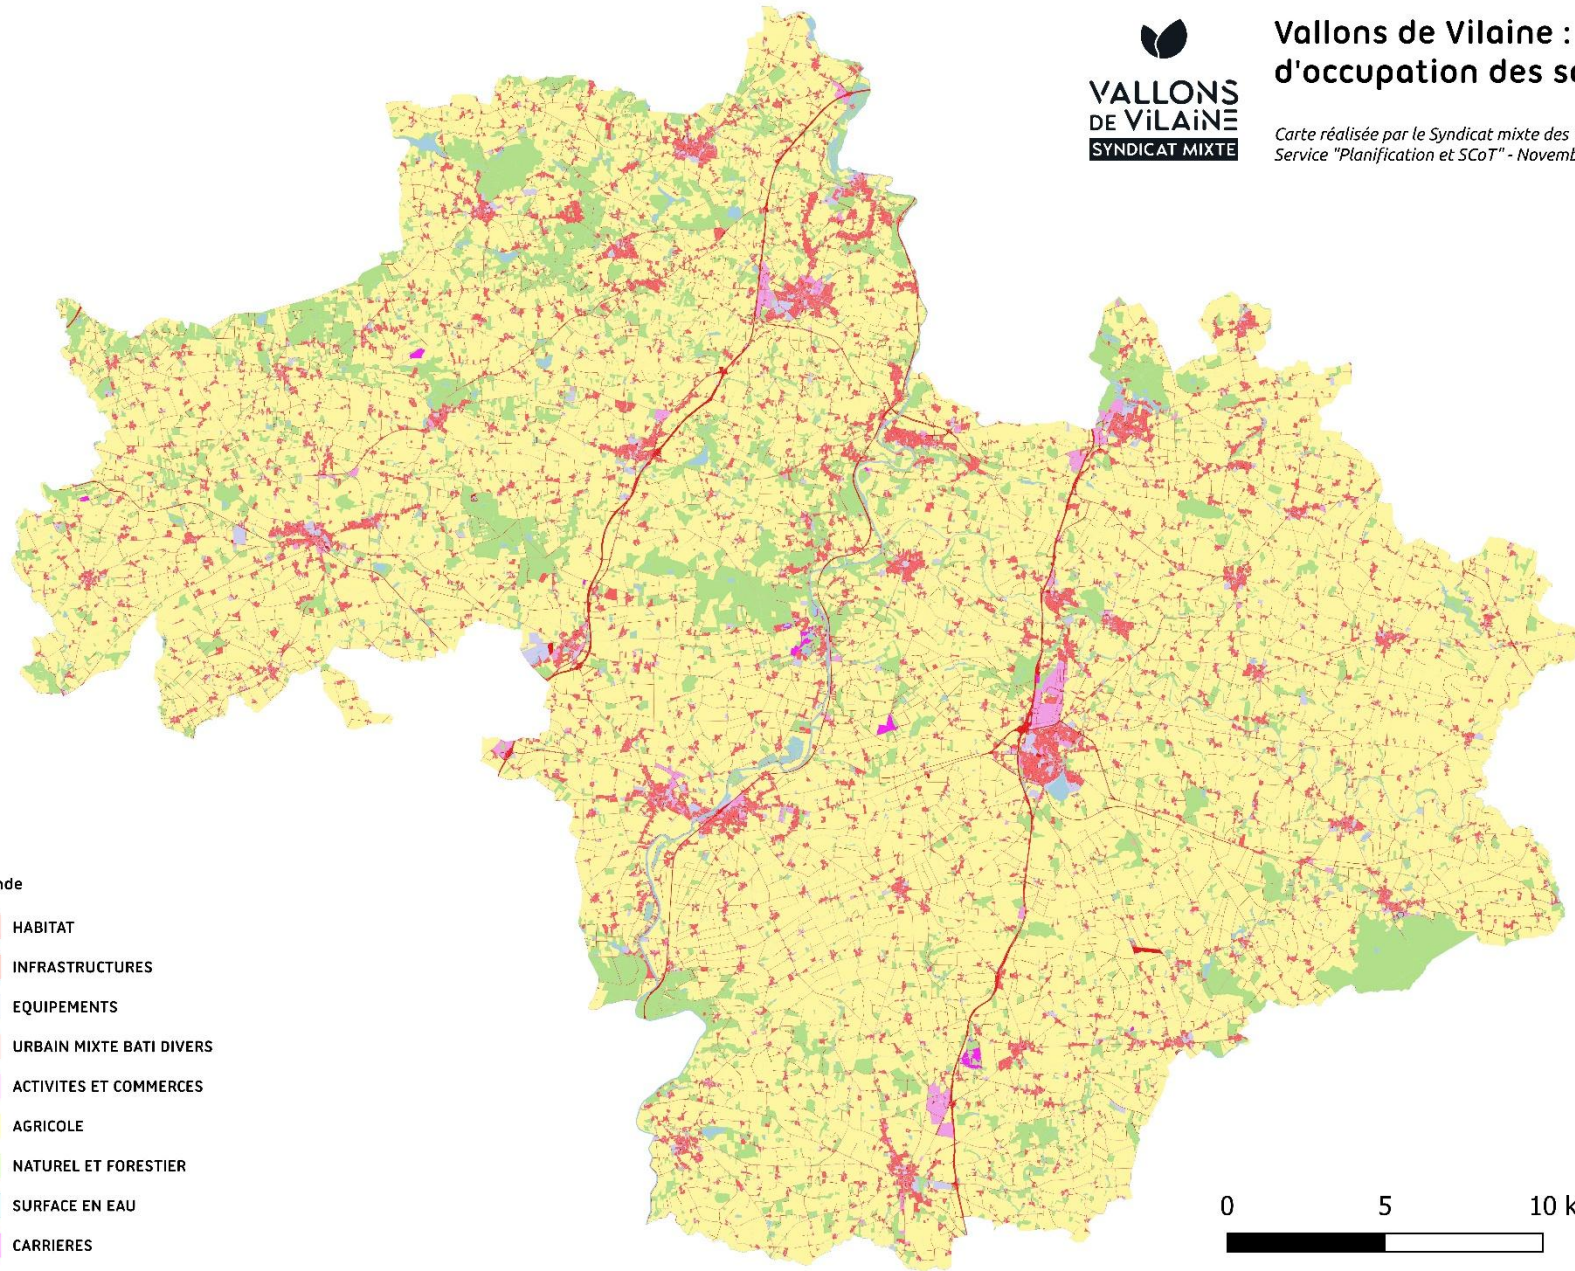 VALLONS
DE ViLAiNE
SYNDICAT MIXTE
Vallons de Vilaine :
d'occupation des
Carte réalisée par le Syndicat mixte des
Service "Planification et SCoT" -
HABITAT
INFRASTRUCTURES
EQUIPEMENTS
URBAIN MIXTE BATI DIVERS
ACTIVITES ET COMMERCES
AGRICOLE
NATUREL ET FORESTIER
SURFACE EN EAU
CARRIERES
0 5 10